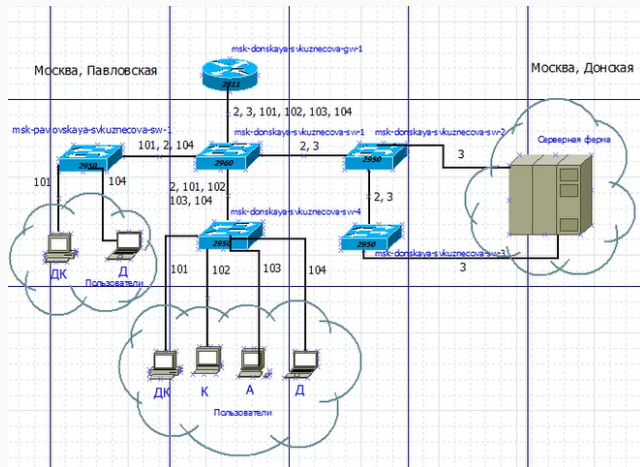 msk-donskaya-svkuznecova-gw-1
Москва, Павловская
Москва, Донская
2811
2, 3, 101, 102, 103, 104
msk-pavlovskaya-svkuznecova-sw-1
msk-donskaya-svkuznecova-sw-1
msk-donskaya-svkuznecova-sw-2
Серверная ферма
101, 2, 104
2, 3
3
2950
2960
2950
101
104
2, 101, 102
103, 104
2, 3
msk-donskaya-svkuznecova-sw-4
2950
2950
msk-donskaya-svkuznecova-sw-3
3
ДК
Д
Пользователи
101
102
103
104
ДК
К
А
Д
Пользователи